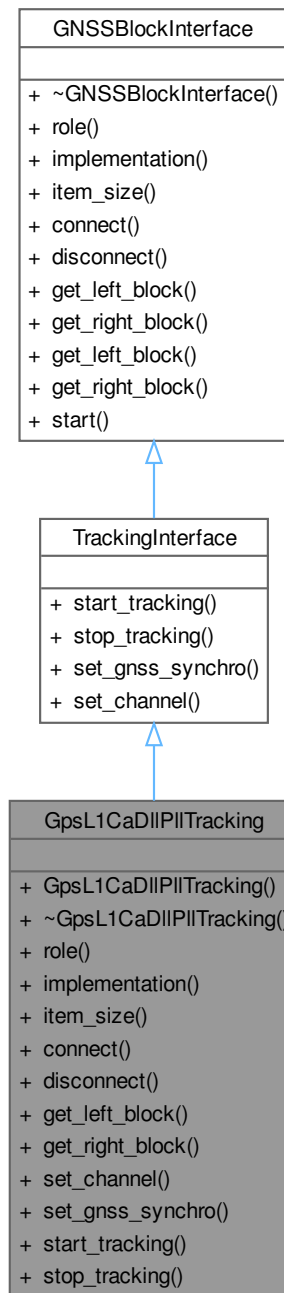 GNSSBlockInterface
+ ~GNSSBlockInterface()
+ role()
+ implementation()
+ item_size()
+ connect()
+ disconnect()
+ get_left_block()
+ get_right_block()
+ get_left_block()
+ get_right_block()
+ start()
TrackingInterface
+ start_tracking()
+ stop_tracking()
+ set_gnss_synchro()
+ set_channel()
GpsL1CaDllPllTracking
+ GpsL1CaDllPllTracking()
+ ~GpsL1CaDllPllTracking()
+ role()
+ implementation()
+ item_size()
+ connect()
+ disconnect()
+ get_left_block()
+ get_right_block()
+ set_channel()
+ set_gnss_synchro()
+ start_tracking()
+ stop_tracking()